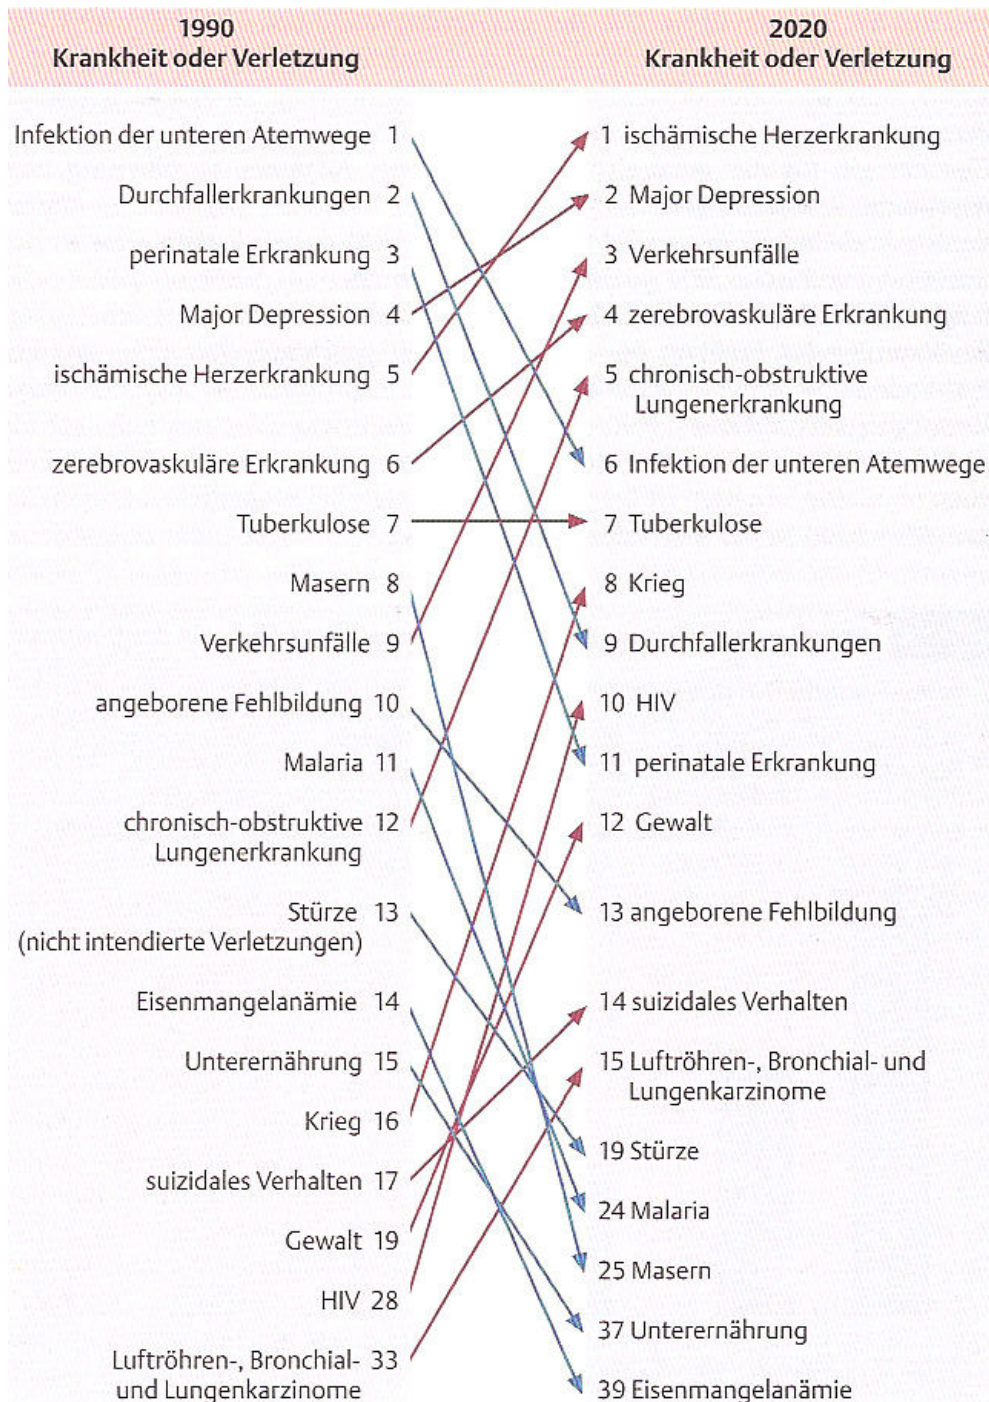 1990
Krankheit oder Verletzung
Infektion der unteren Atemwege 1
Durchfallerkrankungen 2
perinatale Erkrankung 3
Major Depression 4
ischämische Herzerkrankung 5
zerebrovaskuläre Erkrankung 6
Tuberkulose 7
Masern 8
Verkehrsunfälle 9
angeborene Fehlbildung 10
Malaria 11
chronisch-obstruktive 12
Lungenerkrankung
Stürze 13
(nicht intendierte Verletzungen)
Eisenmangelanämie 14
Unterernährung 15
Krieg 16
suizidales Verhalten 17
Gewalt 19
HIV 28
Luftröhren-, Bronchial- 33
und Lungenkarzinome
2020
Krankheit oder Verletzung
1 ischämische Herzerkrankung
2 Major Depression
3 Verkehrsunfälle
4 zerebrovaskuläre Erkrankung
5 chronisch-obstruktive
Lungenerkrankung
6 Infektion der unteren Atemwege
7 Tuberkulose
8 Krieg
9 Durchfallerkrankungen
10 HIV
11 perinatale Erkrankung
12 Gewalt
13 angeborene Fehlbildung
14 suizidales Verhalten
15 Luftröhren-, Bronchial- und
Lungenkarzinome
19 Stürze
24 Malaria
25 Masern
37 Unterernährung
39 Eisenmangelanämie